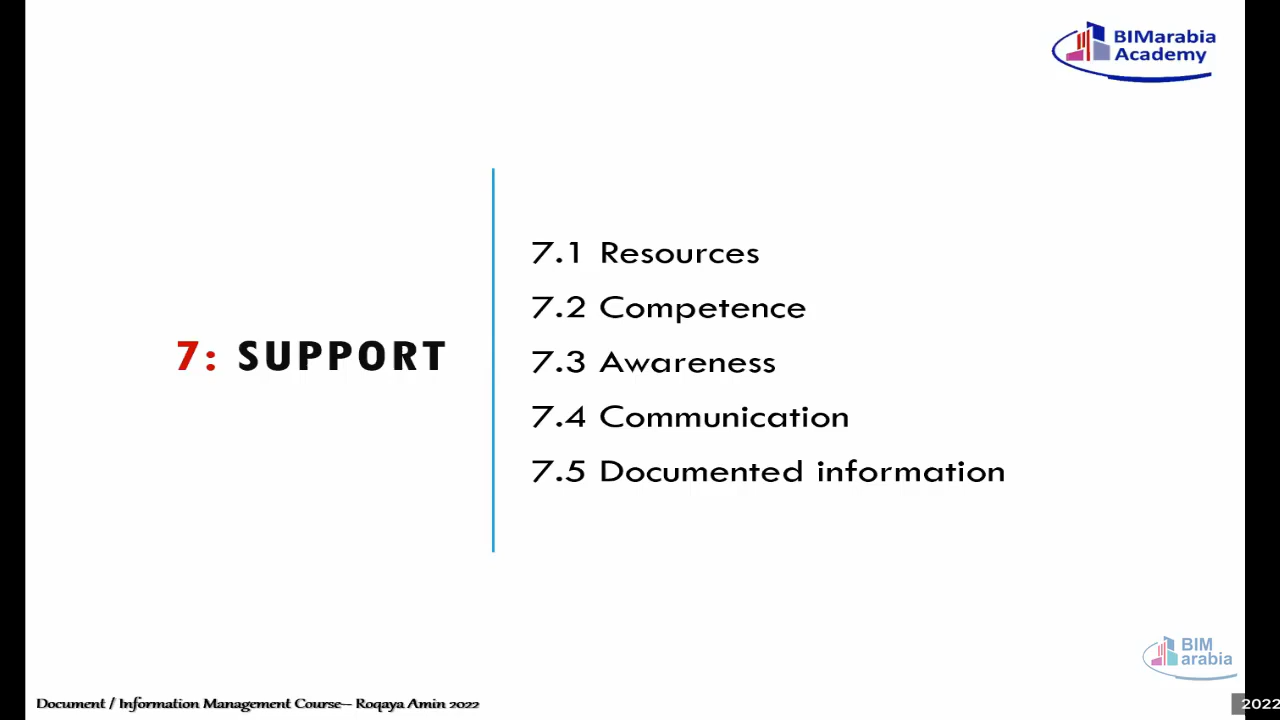 BIMarabia
Academy
7: SUPPORT
7.1 Resources
7.2 Competence
7.3 Awareness
7.4 Communication
7.5 Documented information
BIM
arabia
Document / Information Management Course-- Roqaya Amin 2022
2022